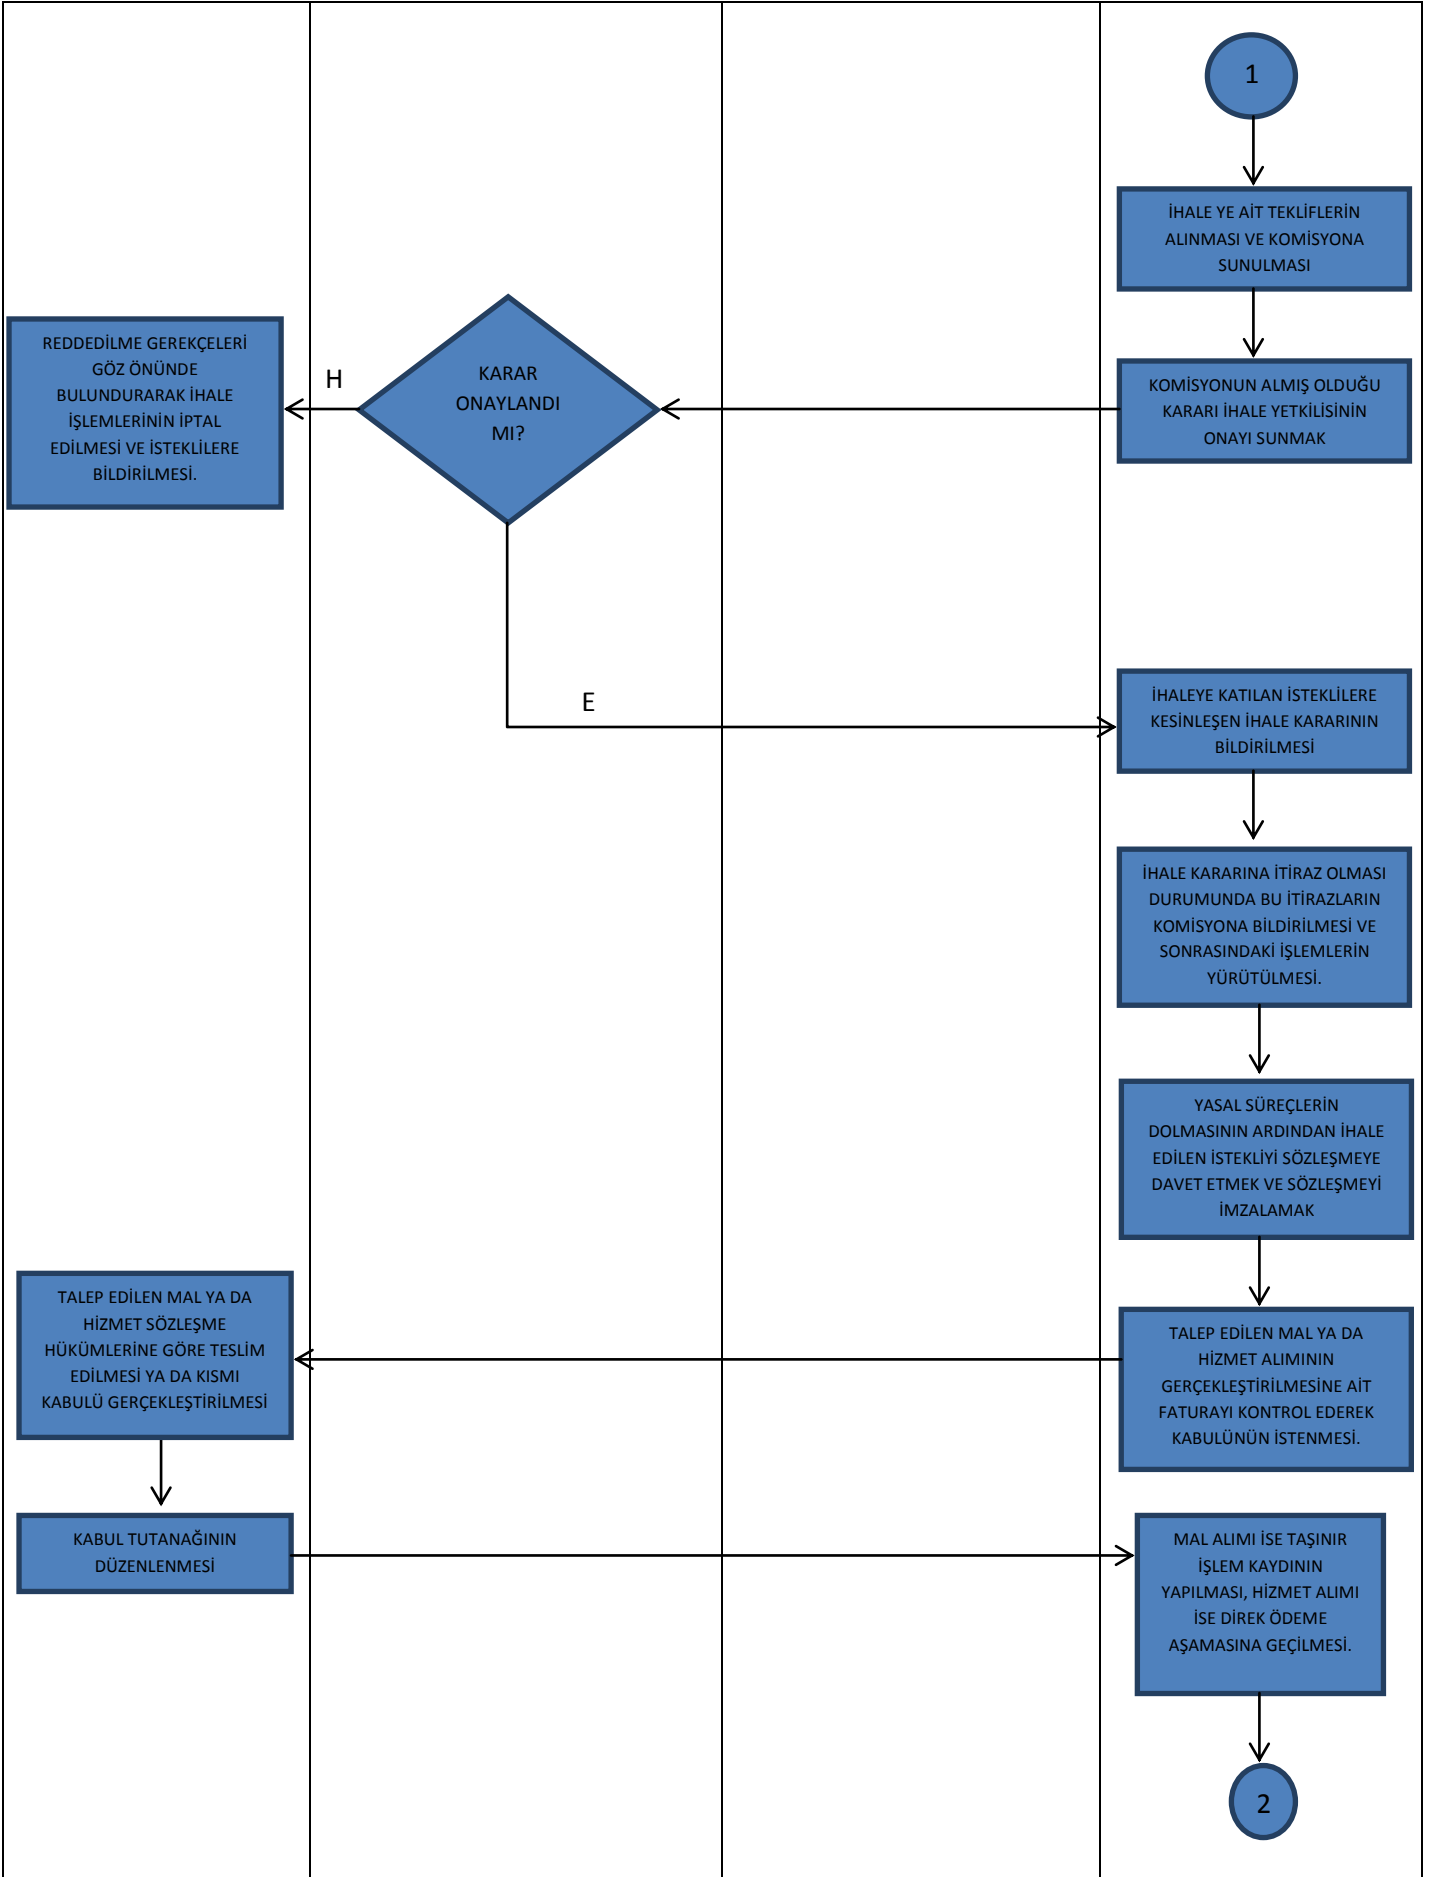 1
İHALE YE AİT TEKLİFLERİN
ALINMASI VE KOMİSYONA
SUNULMASI
KOMİSYONUN ALMIŞ OLDUĞU
KARARI İHALE YETKİLİSİNİN
ONAYI SUNMAK
KARAR
ONAYLANDI
MI?
H
REDDEDİLME GEREKÇELERİ
GÖZ ÖNÜNDE
BULUNDURARAK İHALE
İŞLEMLERİNİN İPTAL
EDİLMESİ VE İSTEKLİLERE
BİLDİRİLMESİ.
E
İHALEYE KATILAN İSTEKLİLERE
KESİNLEŞEN İHALE KARARININ
BİLDİRİLMESİ
İHALE KARARINA İTİRAZ OLMASI
DURUMUNDA BU İTİRAZLARIN
KOMİSYONA BİLDİRİLMESİ VE
SONRASINDAKİ İŞLEMLERİN
YÜRÜTÜLMESİ.
YASAL SÜREÇLERİN
DOLMASININ ARDINDAN İHALE
EDİLEN İSTEKLİYİ SÖZLEŞMEYE
DAVET ETMEK VE SÖZLEŞMEYİ
İMZALAMAK
TALEP EDİLEN MAL YA DA
HİZMET ALIMININ
GERÇEKLEŞTİRİLMESİNE AİT
FATURAYI KONTROL EDEREK
KABULÜNÜN İSTENMESİ.
TALEP EDİLEN MAL YA DA
HİZMET SÖZLEŞME
HÜKÜMLERİNE GÖRE TESLİM
EDİLMESİ YA DA KISMI
KABULÜ GERÇEKLEŞTİRİLMESİ
KABUL TUTANAĞININ
DÜZENLENMESİ
MAL ALIMI İSE TAŞINIR
İŞLEM KAYDININ
YAPILMASI, HİZMET ALIMI
İSE DİREK ÖDEME
AŞAMASINA GEÇİLMESİ.
2